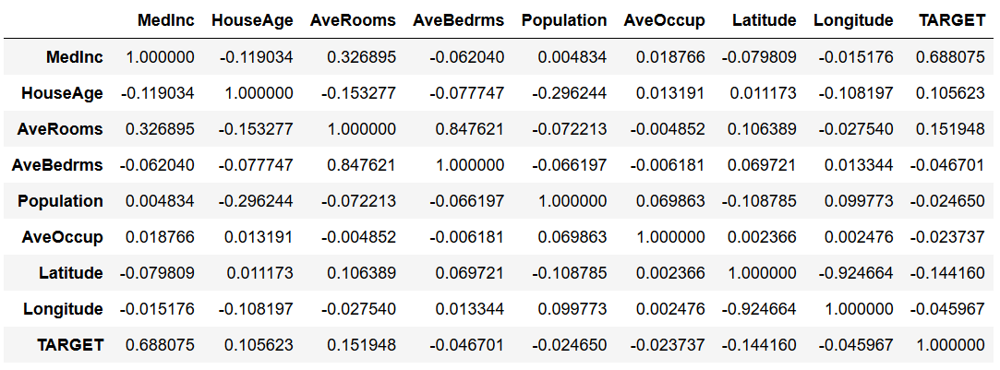 MedInc HouseAge AveRooms AveBedrms Population AveOccup Latitude Longitude TARGET
MedInc 1.000000 -0.119034 0.326895 -0.062040 0.004834 0.018766 -0.079809 -0.015176 0.688075
HouseAge -0.119034 1.000000 -0.153277 -0.077747 -0.296244 0.013191 0.011173 -0.108197 0.105623
AveRooms 0.326895 -0.153277 1.000000 0.847621 -0.072213 -0.004852 0.106389 -0.027540 0.151948
AveBedrms -0.062040 -0.077747 0.847621 1.000000 -0.066197 -0.006181 0.069721 0.013344 -0.046701
Population 0.004834 -0.296244 -0.072213 -0.066197 1.000000 0.069863 -0.108785 0.099773 -0.024650
AveOccup 0.018766 0.013191 -0.004852 -0.006181 0.069863 1.000000 0.002366 0.002476 -0.023737
Latitude -0.079809 0.011173 0.106389 0.069721 -0.108785 0.002366 1.000000 -0.924664 -0.144160
Longitude -0.015176 -0.108197 -0.027540 0.013344 0.099773 0.002476 -0.924664 1.000000 -0.045967
TARGET 0.688075 0.105623 0.151948 -0.046701 -0.024650 -0.023737 -0.144160 -0.045967 1.000000